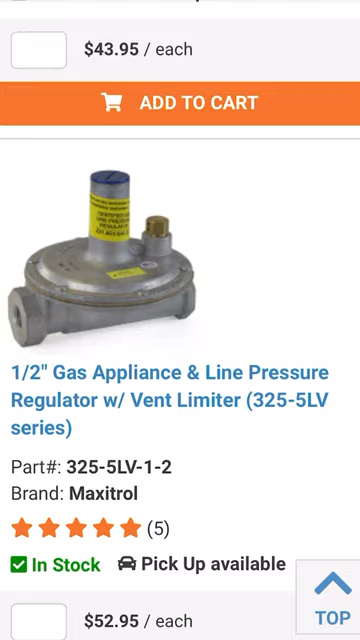 $43.95 / each
ADD TO CART
1/2" Gas Appliance & Line Pressure
Regulator w/ Vent Limiter (325-5LV
series)
Part#: 325-5LV-1-2
Brand: Maxitrol
(5)
In Stock
Pick Up available
TOP
$52.95 / each